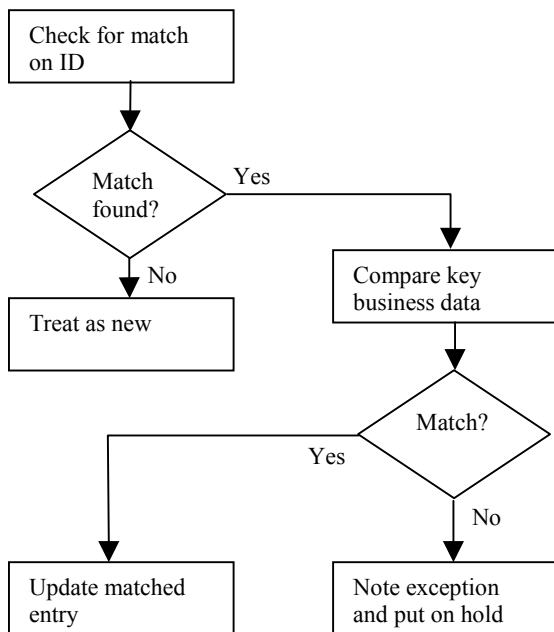 Check for match
on ID
Match
found?
Yes
No
Treat as new
Compare key
business data
Match?
Yes
No
Update matched
entry
Note exception
and put on hold